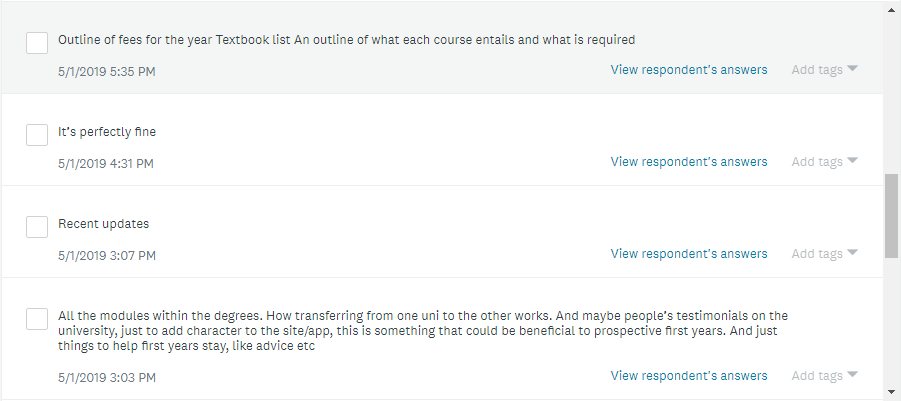 Outline of fees for the year Textbook list An outline of what each course entails and what is required
5/1/2019 5:35 PM View respondent's answers Add tags
It's perfectly fine
5/1/2019 4:31 PM View respondent's answers Add tags
Recent updates
5/1/2019 3:07 PM View respondent's answers Add tags
All the modules within the degrees. How transferring from one uni to the other works. And maybe people's testimonials on the
university, just to add character to the site/app, this is something that could be beneficial to prospective first years. And just
things to help first years stay, like advice etc
5/1/2019 3:03 PM View respondent's answers Add tags